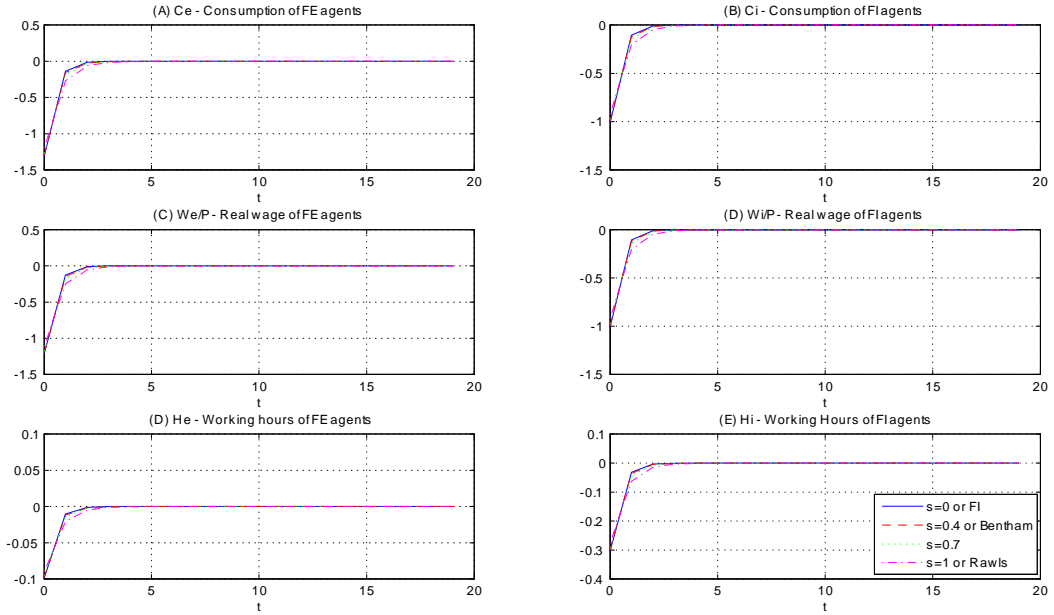 (A) Ce - Consumption of FE agents
0.5
0
-0.5
-1
-1.5
0 5 10 15 20
t
(B) Ci - Consumption of FI agents
0
-0.5
-1
-1.5
0 5 10 15 20
t
(C) We/P - Real wage of FE agents
0.5
0
-0.5
-1
-1.5
0 5 10 15 20
t
(D) Wi/P - Real wage of FI agents
0
-0.5
-1
-1.5
0 5 10 15 20
t
(D) He - Working hours of FE agents
0.1
0.05
0
-0.05
-0.1
0 5 10 15 20
t
(E) Hi - Working Hours of FI agents
0.1
0
-0.1
-0.2
-0.3
-0.4
0 5 10 15 20
t
s=0 or FI
s=0.4 or Bentham
s=0.7
s=1 or Rawls